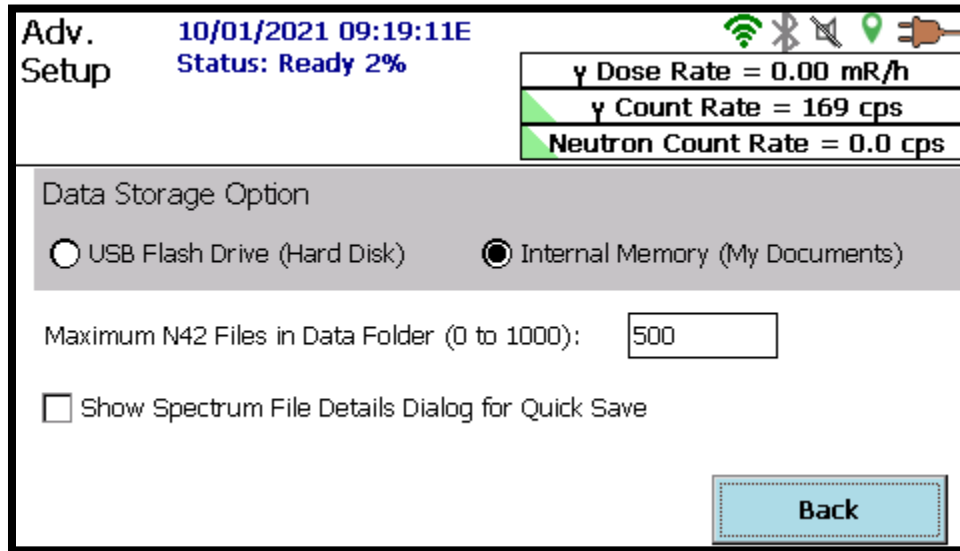 Adv. Setup
10/01/2021 09:19:11E
Status: Ready 2%
γ Dose Rate = 0.00 mR/h
γ Count Rate = 169 cps
Neutron Count Rate = 0.0 cps
Data Storage Option
USB Flash Drive (Hard Disk)
Internal Memory (My Documents)
Maximum N42 Files in Data Folder (0 to 1000): 500
Show Spectrum File Details Dialog for Quick Save
Back